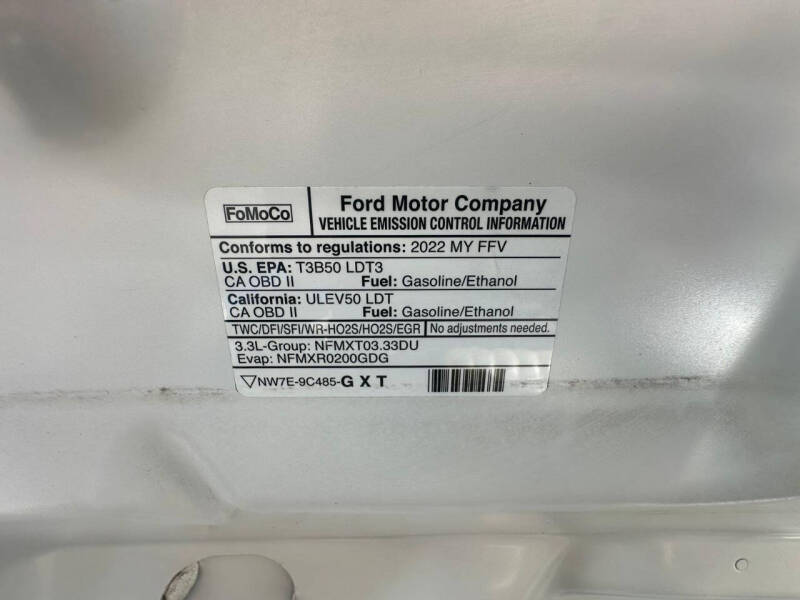 FoMoCo
Ford Motor Company
VEHICLE EMISSION CONTROL INFORMATION
Conforms to regulations: 2022 MY FFV
U.S. EPA: T3B50 LDT3
CA OBD II Fuel: Gasoline/Ethanol
California: ULEV50 LDT
CA OBD II Fuel: Gasoline/Ethanol
TWC/DFI/SFI/WR-HO2S/HO2S/EGR No adjustments needed.
3.3L-Group: NFMXT03.33DU
Evap: NFMXR0200GDG
NW7E-9C485-G X T